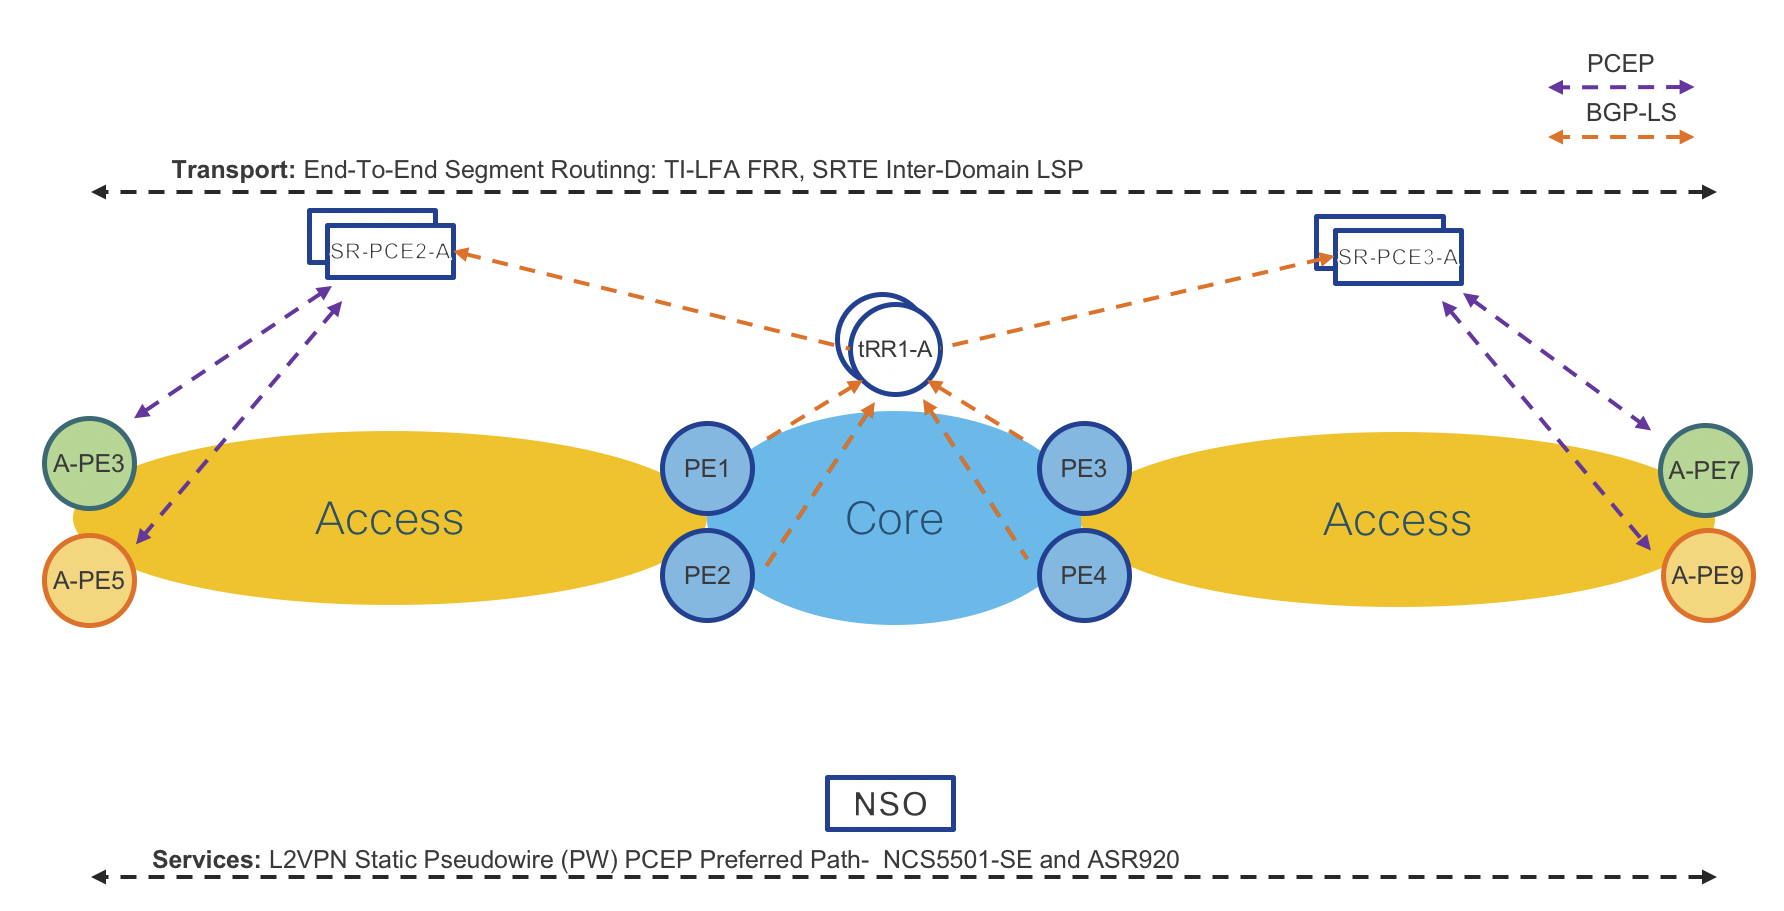 PCEP
BGP-LS
Transport: End-To-End Segment Routinng: TI-LFA FRR, SRTE Inter-Domain LSP
SR-PCE2-A
SR-PCE3-A
tRR1-A
A-PE3
PE1
PE3
A-PE7
Access
Core
Access
A-PE5
PE2
PE4
A-PE9
NSO
Services: L2VPN Static Pseudowire (PW) PCEP Preferred Path-  NCS5501-SE and ASR920